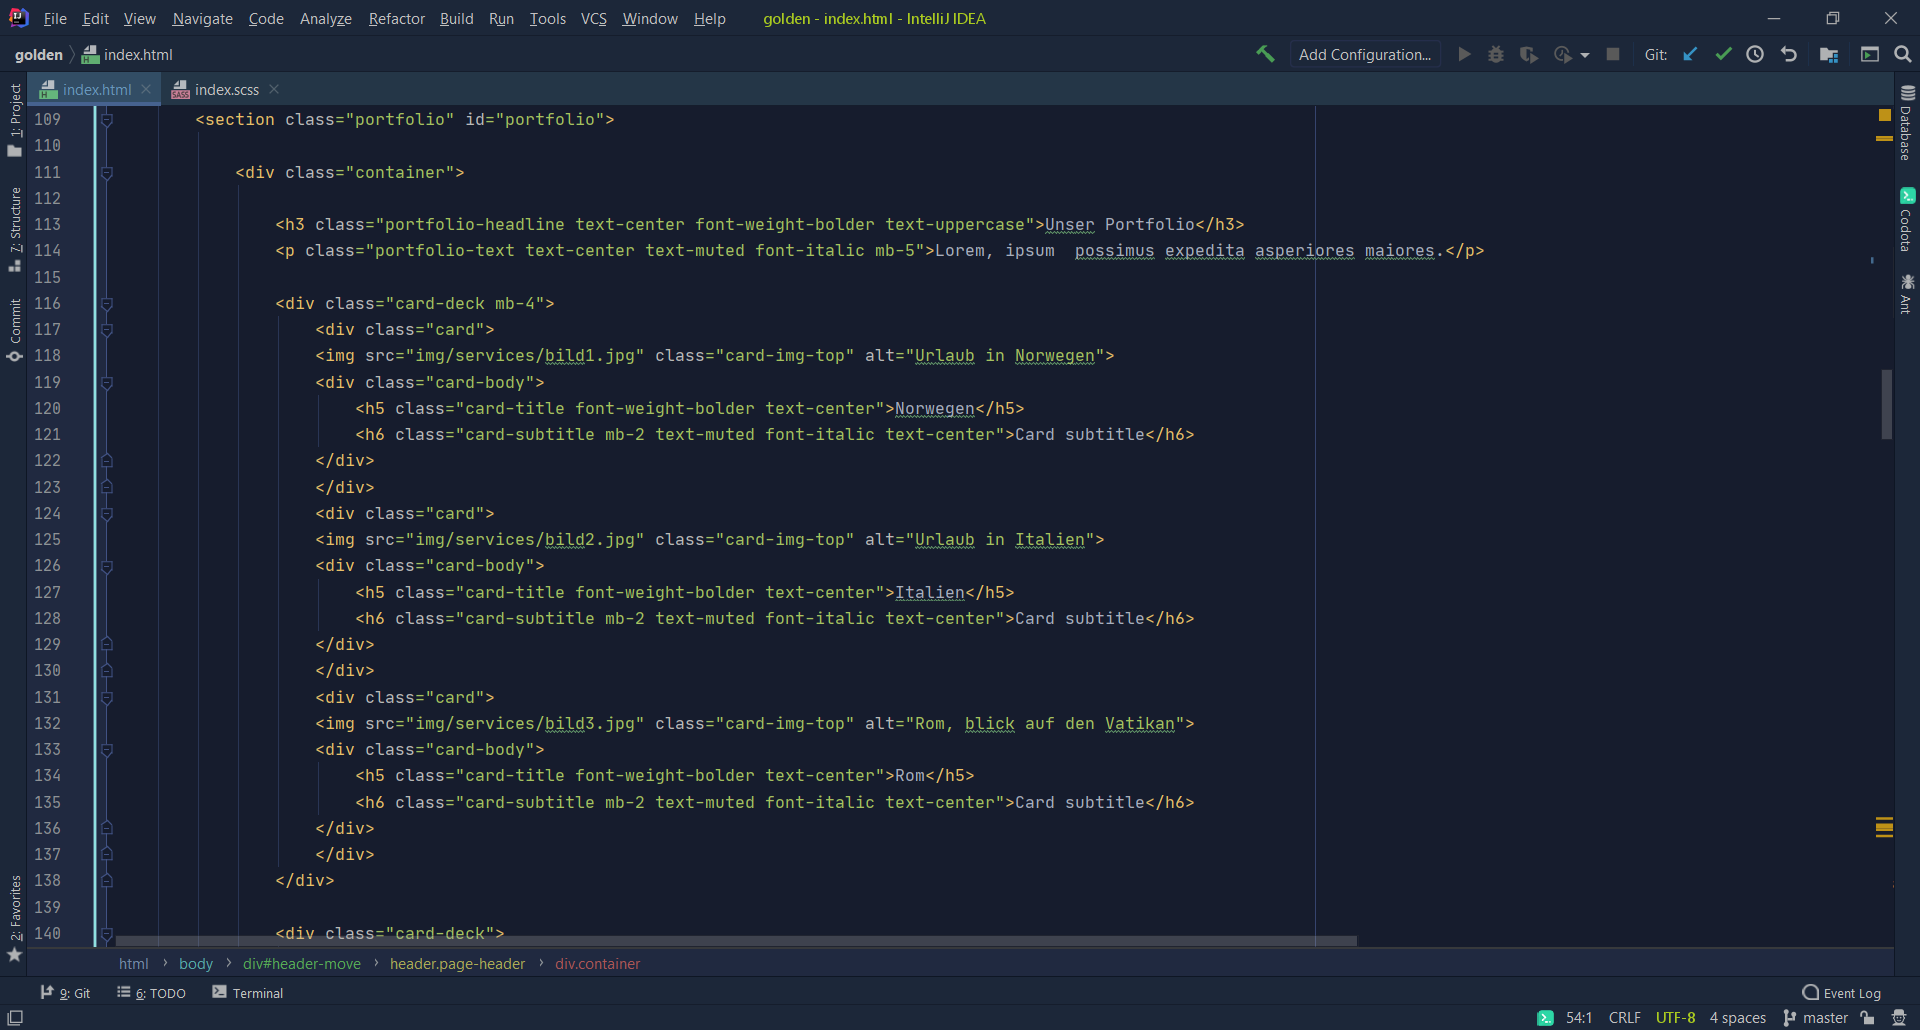 File Edit View Navigate Code Analyze Refactor Build Run Tools VCS Window Help golden - index.html - IntelliJ IDEA
golden index.html Add Configuration... Git:
index.html index.scss
1: Project
7: Structure
Commit
2: Favorites
109 <section class="portfolio" id="portfolio">
110
111 <div class="container">
112
113 <h3 class="portfolio-headline text-center font-weight-bolder text-uppercase">Unser Portfolio</h3>
114 <p class="portfolio-text text-center text-muted font-italic mb-5">Lorem, ipsum  possimus expedita asperiores maiores.</p>
115
116 <div class="card-deck mb-4">
117 <div class="card">
118 <img src="img/services/bild1.jpg" class="card-img-top" alt="Urlaub in Norwegen">
119 <div class="card-body">
120 <h5 class="card-title font-weight-bolder text-center">Norwegen</h5>
121 <h6 class="card-subtitle mb-2 text-muted font-italic text-center">Card subtitle</h6>
122 </div>
123 </div>
124 <div class="card">
125 <img src="img/services/bild2.jpg" class="card-img-top" alt="Urlaub in Italien">
126 <div class="card-body">
127 <h5 class="card-title font-weight-bolder text-center">Italien</h5>
128 <h6 class="card-subtitle mb-2 text-muted font-italic text-center">Card subtitle</h6>
129 </div>
130 </div>
131 <div class="card">
132 <img src="img/services/bild3.jpg" class="card-img-top" alt="Rom, blick auf den Vatikan">
133 <div class="card-body">
134 <h5 class="card-title font-weight-bolder text-center">Rom</h5>
135 <h6 class="card-subtitle mb-2 text-muted font-italic text-center">Card subtitle</h6>
136 </div>
137 </div>
138 </div>
139
140 <div class="card-deck">
Database
Codota
Ant
html body div#header-move header.page-header div.container
9: Git 6: TODO Terminal Event Log
54:1 CRLF UTF-8 4 spaces master